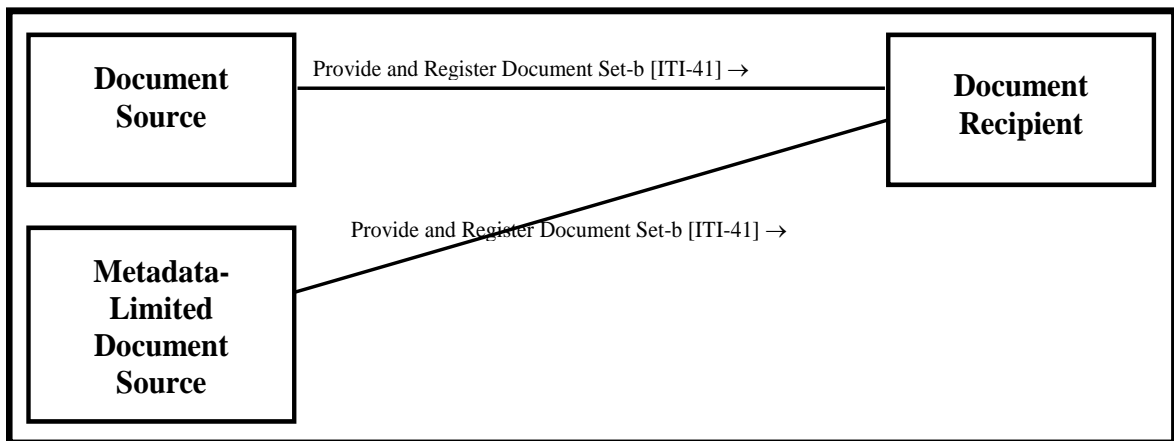 Document
Source
Provide and Register Document Set-b [ITI-41] →
Document
Recipient
Provide and Register Document Set-b [ITI-41] →
Metadata-
Limited
Document
Source